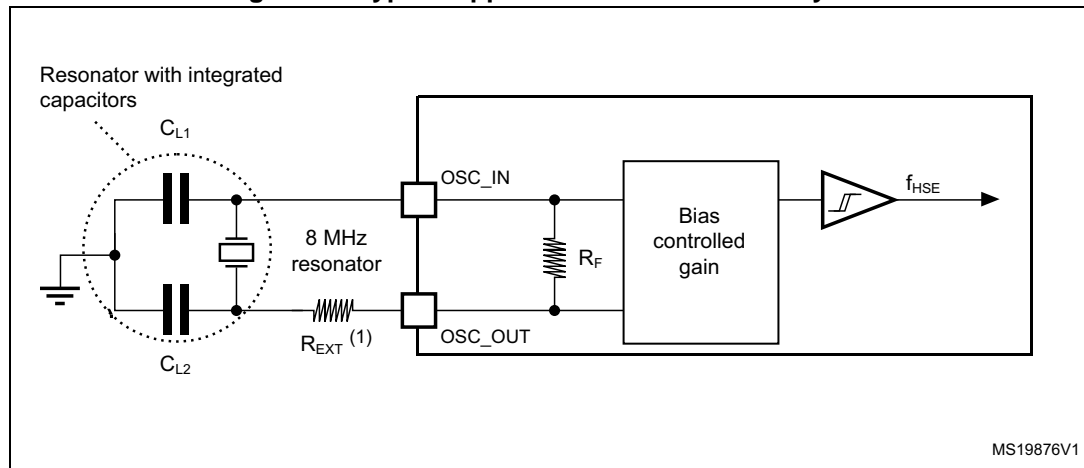 Resonator with integrated
capacitors
CL1
OSC_IN
fHSE
8 MHz
resonator
RF
Bias
controlled
gain
REXT (1)
OSC_OUT
CL2
MS19876V1